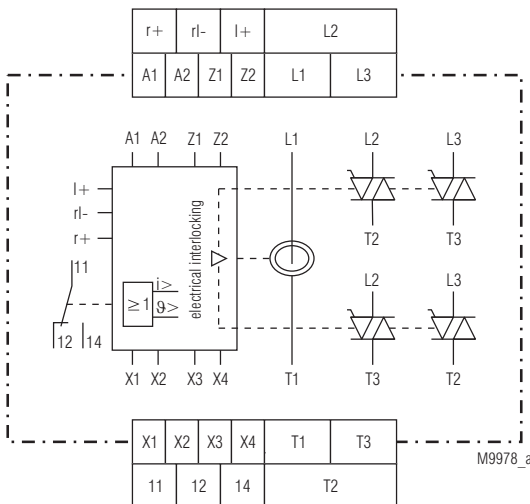 r+ rl- l+ L2
A1 A2 Z1 Z2 L1 L3
A1 A2 Z1 Z2 L1 L2 L3
l+
rl-
r+
electrical interlocking
T2 T3
11
≥1
i>
ϑ>
L2 L3
12 14
X1 X2 X3 X4 T1 T3 T2
X1 X2 X3 X4 T1 T3
11 12 14 T2
M9978_a